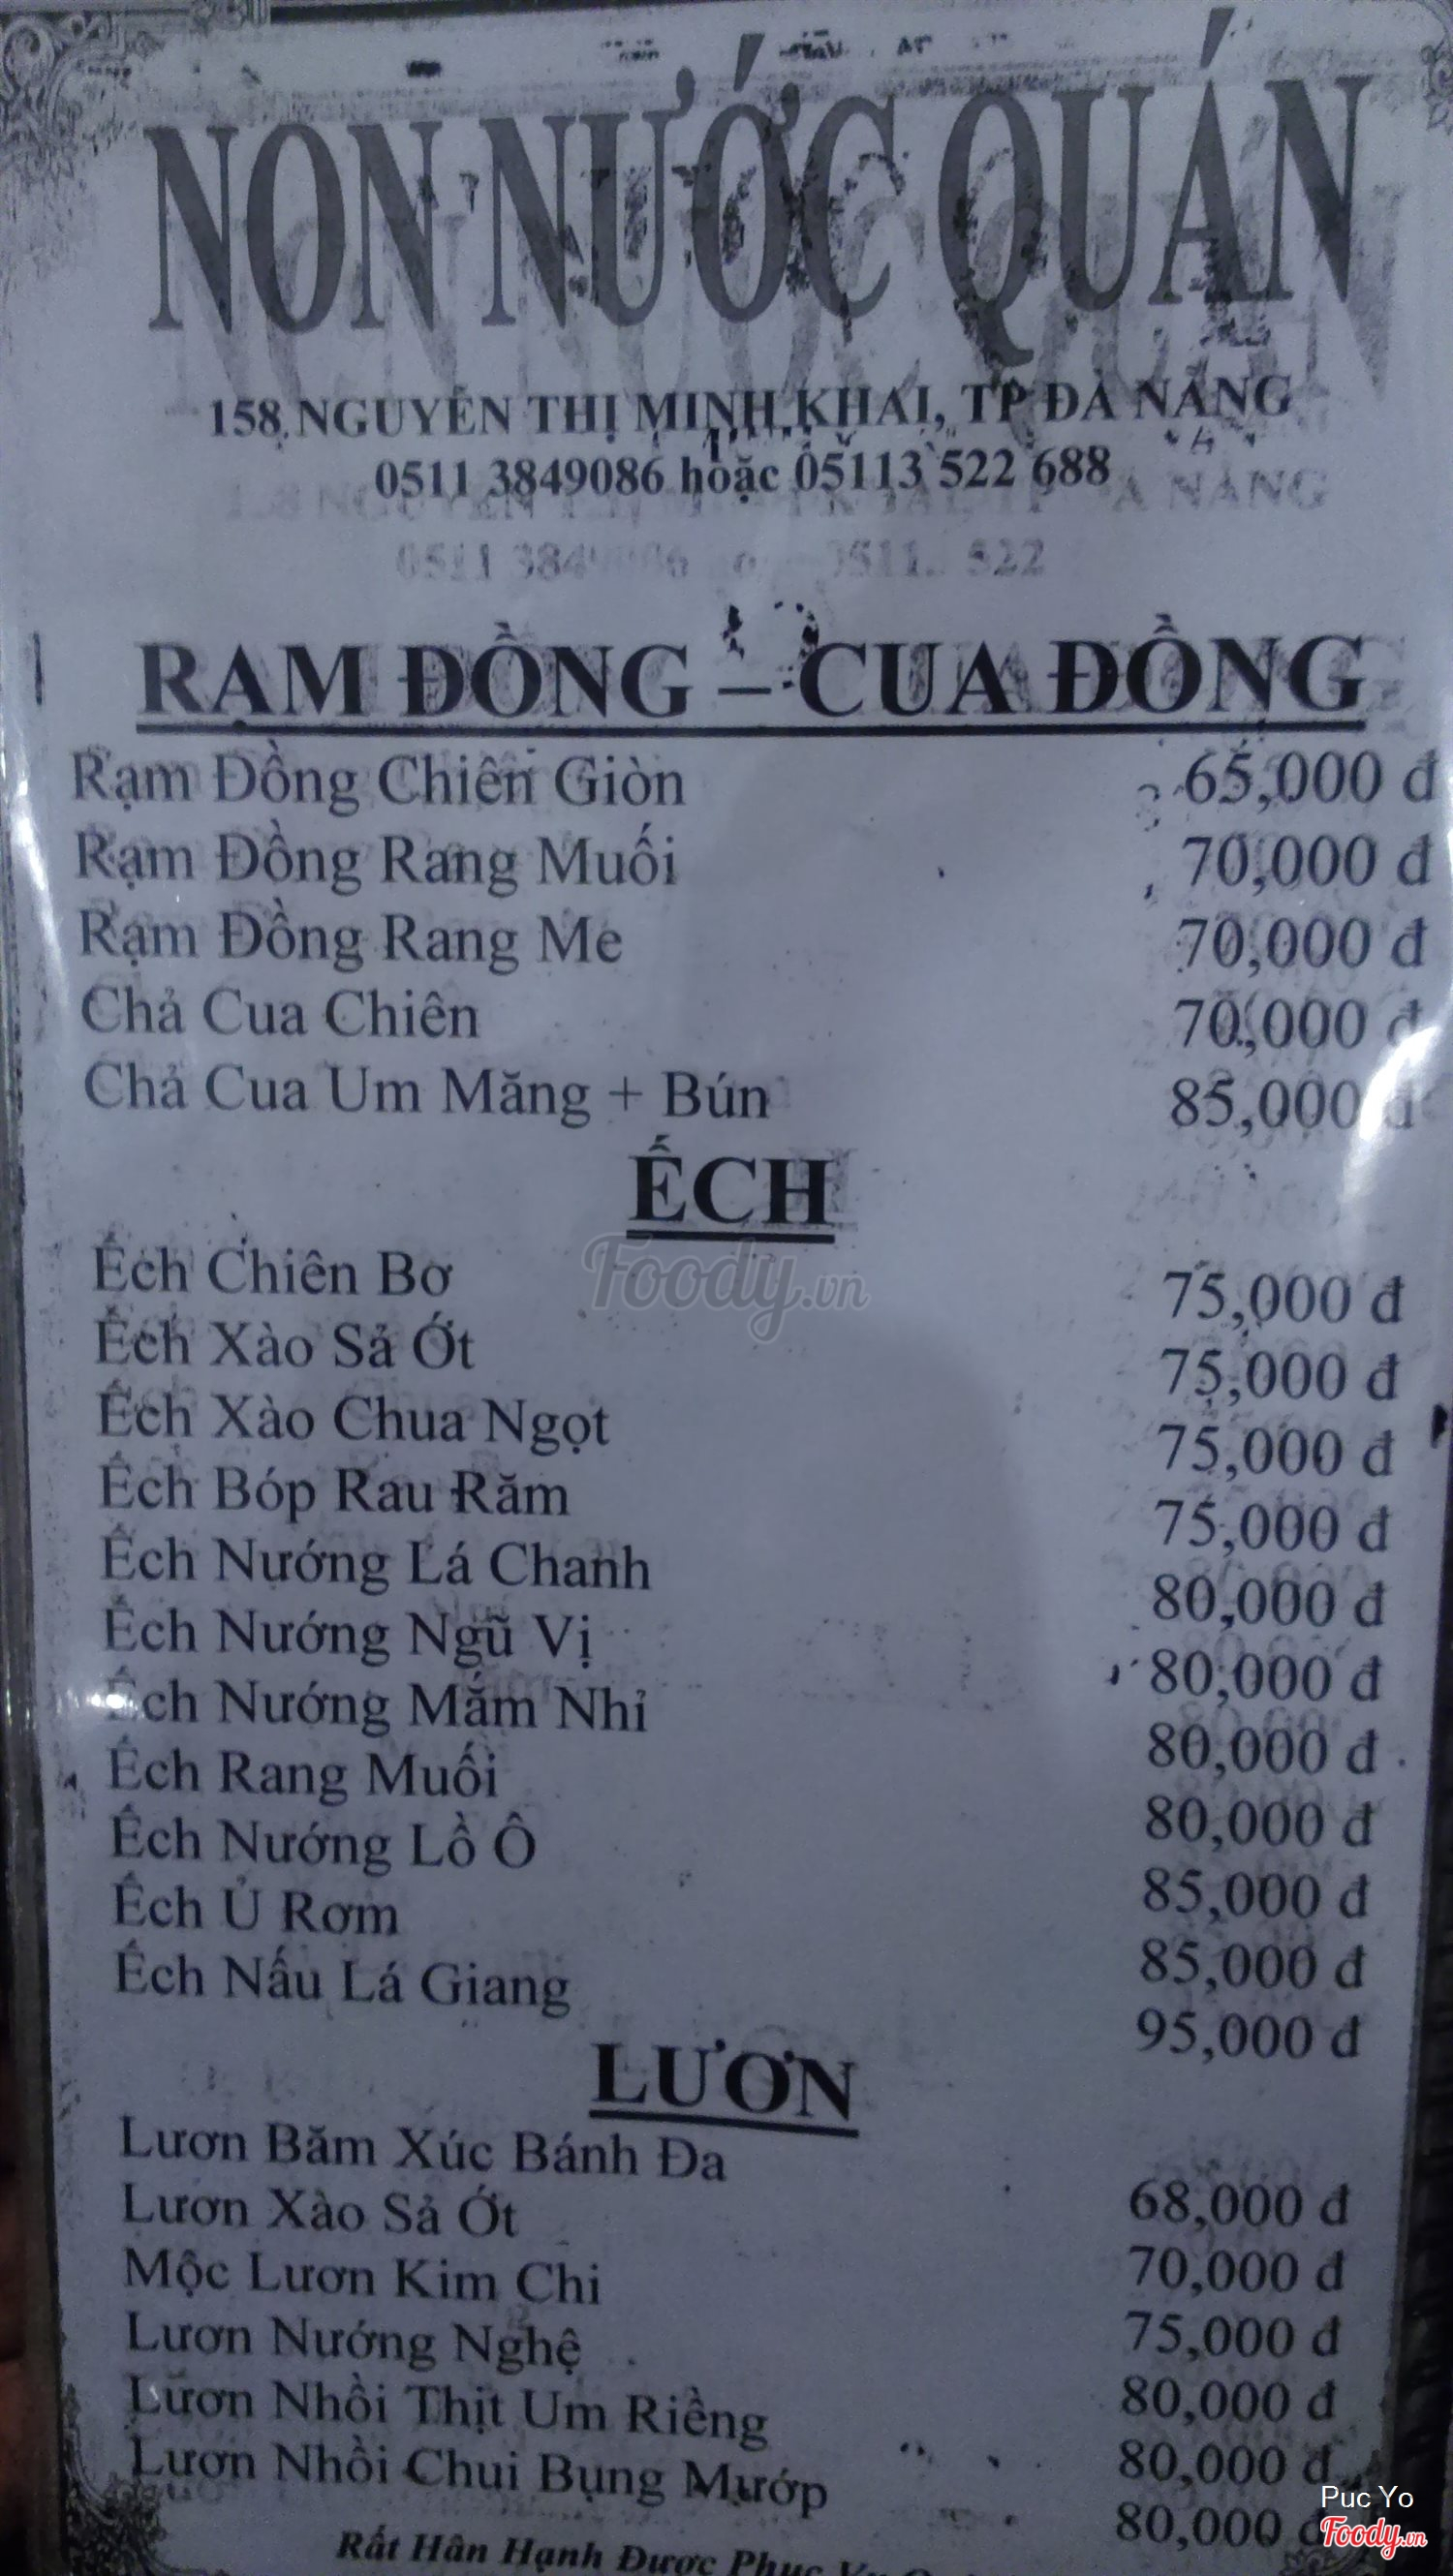 NON NƯỚC QUÁN
158 NGUYỄN THỊ MINH KHAI, TP ĐÀ NẴNG
0511 3849086 hoặc 05113 522 688
RẠM ĐỒNG – CUA ĐỒNG
Rạm Đồng Chiên Giòn 65,000 đ
Rạm Đồng Rang Muối 70,000 đ
Rạm Đồng Rang Me 70,000 đ
Chả Cua Chiên 70,000 đ
Chả Cua Um Măng + Bún 85,000 đ
ẾCH
Ếch Chiên Bơ 75,000 đ
Ếch Xào Sả Ớt 75,000 đ
Ếch Xào Chua Ngọt 75,000 đ
Ếch Bóp Rau Răm 75,000 đ
Ếch Nướng Lá Chanh 80,000 đ
Ếch Nướng Ngũ Vị 80,000 đ
Ếch Nướng Mắm Nhỉ 80,000 đ
Ếch Rang Muối 80,000 đ
Ếch Nướng Lồ Ô 85,000 đ
Ếch Ủ Rơm 85,000 đ
Ếch Nấu Lá Giang 95,000 đ
LƯƠN
Lươn Băm Xúc Bánh Đa 68,000 đ
Lươn Xào Sả Ớt 70,000 đ
Mộc Lươn Kim Chi 75,000 đ
Lươn Nướng Nghệ 80,000 đ
Lươn Nhồi Thịt Um Riềng 80,000 đ
Lươn Nhồi Chui Bụng Mướp 80,000 đ
Rất Hân Hạnh Được Phục Vụ
Foody.vn
Puc Yo
Foody.vn